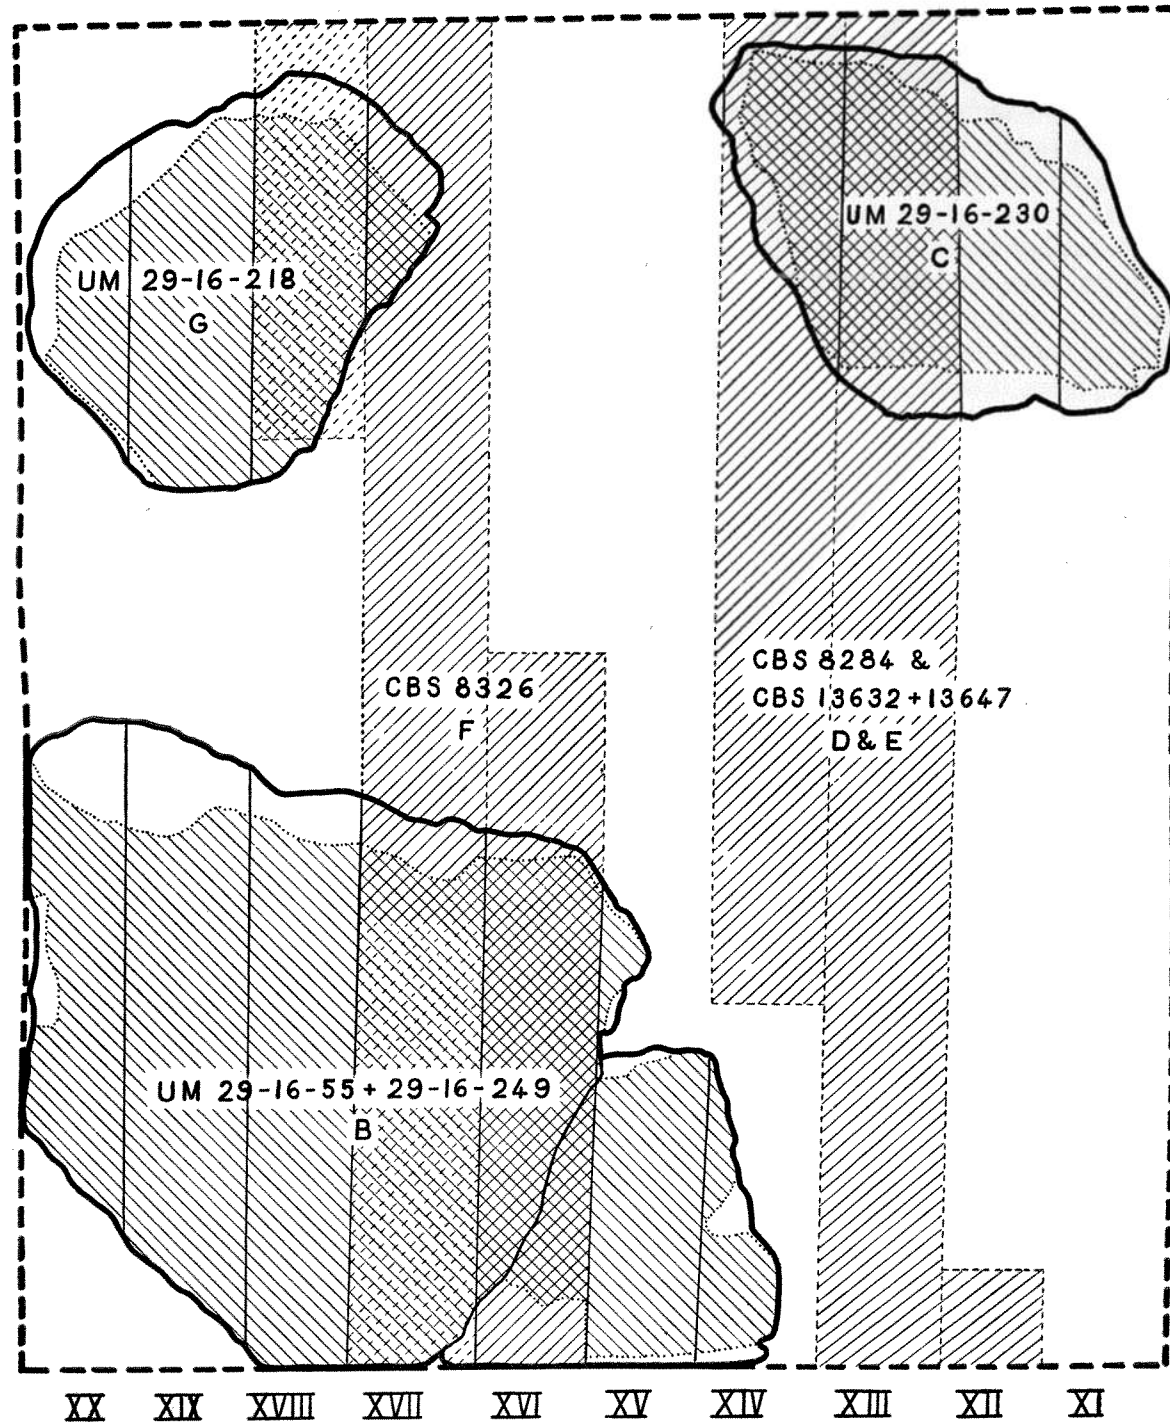 UM 29-16-230
C
UM 29-16-218
G
CBS 8284 &
CBS 13632+13647
D & E
CBS 8326
F
UM 29-16-55 + 29-16-249
B
XX XIX XVIII XVII XVI XV XIV XIII XII XI